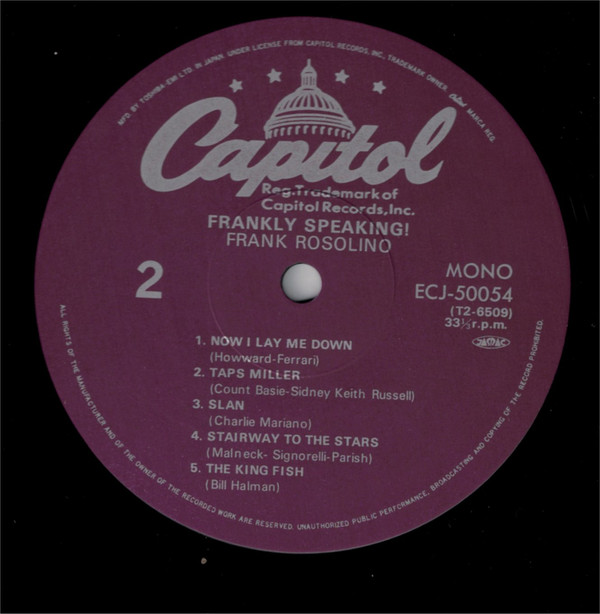 MFD. BY TOSHIBA-EMI LTD. IN JAPAN, UNDER LICENSE FROM CAPITOL RECORDS, INC., TRADEMARK OWNER. Capitol MARCA REG.
Capitol
Reg. Trademark of
Capitol Records, Inc.
FRANKLY SPEAKING!
FRANK ROSOLINO
2
MONO
ECJ-50054
(T2-6509)
33⅓ r.p.m.
JASRAC
1. NOW I LAY ME DOWN
(Howward-Ferrari)
2. TAPS MILLER
(Count Basie-Sidney Keith Russell)
3. SLAN
(Charlie Mariano)
4. STAIRWAY TO THE STARS
(Malneck- Signorelli-Parish)
5. THE KING FISH
(Bill Halman)
ALL RIGHTS OF THE MANUFACTURER AND OF THE OWNER OF THE RECORDED WORK ARE RESERVED. UNAUTHORIZED PUBLIC PERFORMANCE, BROADCASTING AND COPYING OF THE RECORD PROHIBITED.